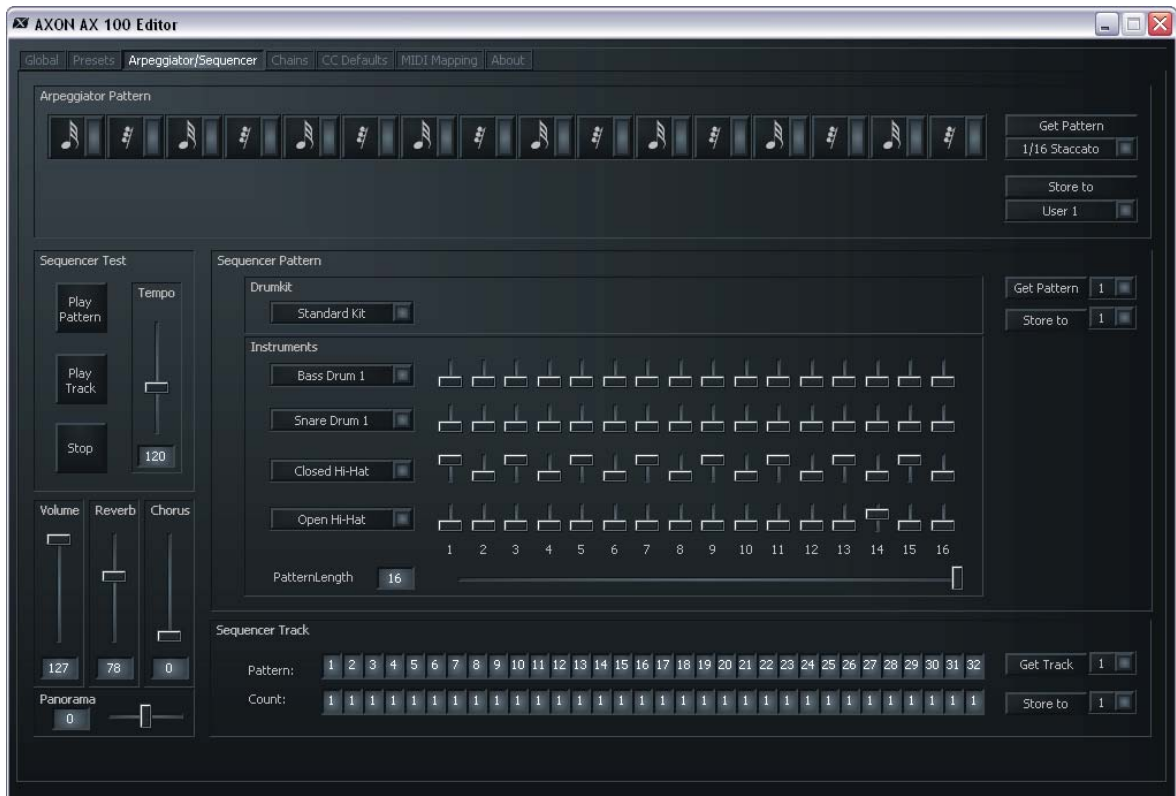 AXON AX 100 Editor
Global Presets Arpeggiator/Sequencer Chains CC Defaults MIDI Mapping About
Arpeggiator Pattern
Get Pattern
1/16 Staccato
Store to
User 1
Sequencer Test
Play Pattern
Tempo
Play Track
Stop
120
Volume Reverb Chorus
127 78 0
Panorama
0
Sequencer Pattern
Drumkit
Standard Kit
Get Pattern 1
Store to 1
Instruments
Bass Drum 1
Snare Drum 1
Closed Hi-Hat
Open Hi-Hat
1 2 3 4 5 6 7 8 9 10 11 12 13 14 15 16
PatternLength 16
Sequencer Track
Pattern: 1 2 3 4 5 6 7 8 9 10 11 12 13 14 15 16 17 18 19 20 21 22 23 24 25 26 27 28 29 30 31 32
Get Track 1
Count: 1 1 1 1 1 1 1 1 1 1 1 1 1 1 1 1 1 1 1 1 1 1 1 1 1 1 1 1 1 1 1 1
Store to 1